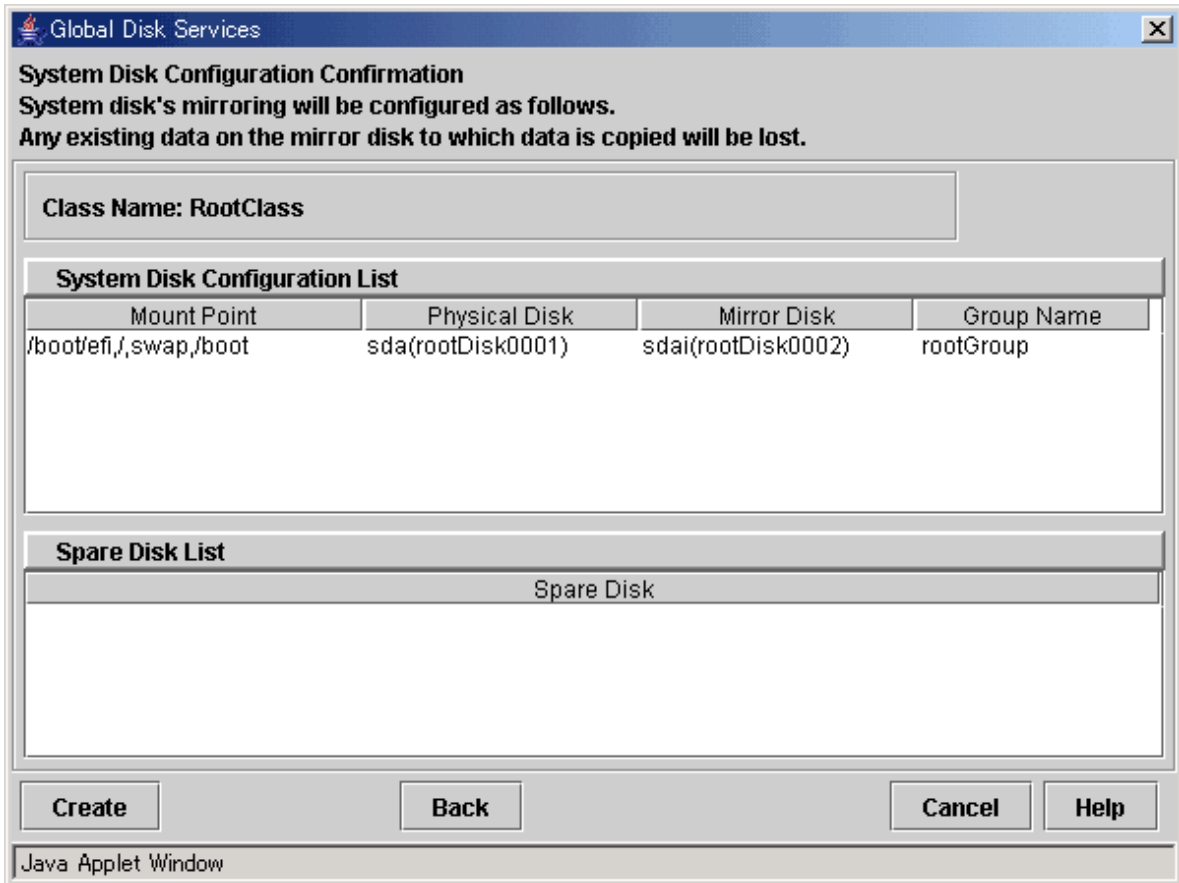 Global Disk Services
System Disk Configuration Confirmation
System disk's mirroring will be configured as follows.
Any existing data on the mirror disk to which data is copied will be lost.
Class Name: RootClass
System Disk Configuration List
Mount Point Physical Disk Mirror Disk Group Name
/boot/efi,/,swap,/boot sda(rootDisk0001) sdai(rootDisk0002) rootGroup
Spare Disk List
Spare Disk
Create Back Cancel Help
Java Applet Window